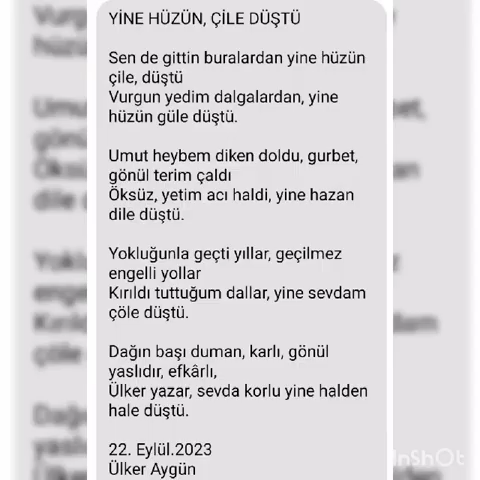 YİNE HÜZÜN, ÇİLE DÜŞTÜ
Sen de gittin buralardan yine hüzün
çile, düştü
Vurgun yedim dalgalardan, yine
hüzün güle düştü.
Umut heybem diken doldu, gurbet,
gönül terim çaldı
Öksüz, yetim acı haldi, yine hazan
dile düştü.
Yokluğunla geçti yıllar, geçilmez
engelli yollar
Kırıldı tuttuğum dallar, yine sevdam
çöle düştü.
Dağın başı duman, karlı, gönül
yaslıdır, efkârlı,
Ülker yazar, sevda korlu yine halden
hale düştü.
22. Eylül.2023
Ülker Aygün
InShOt